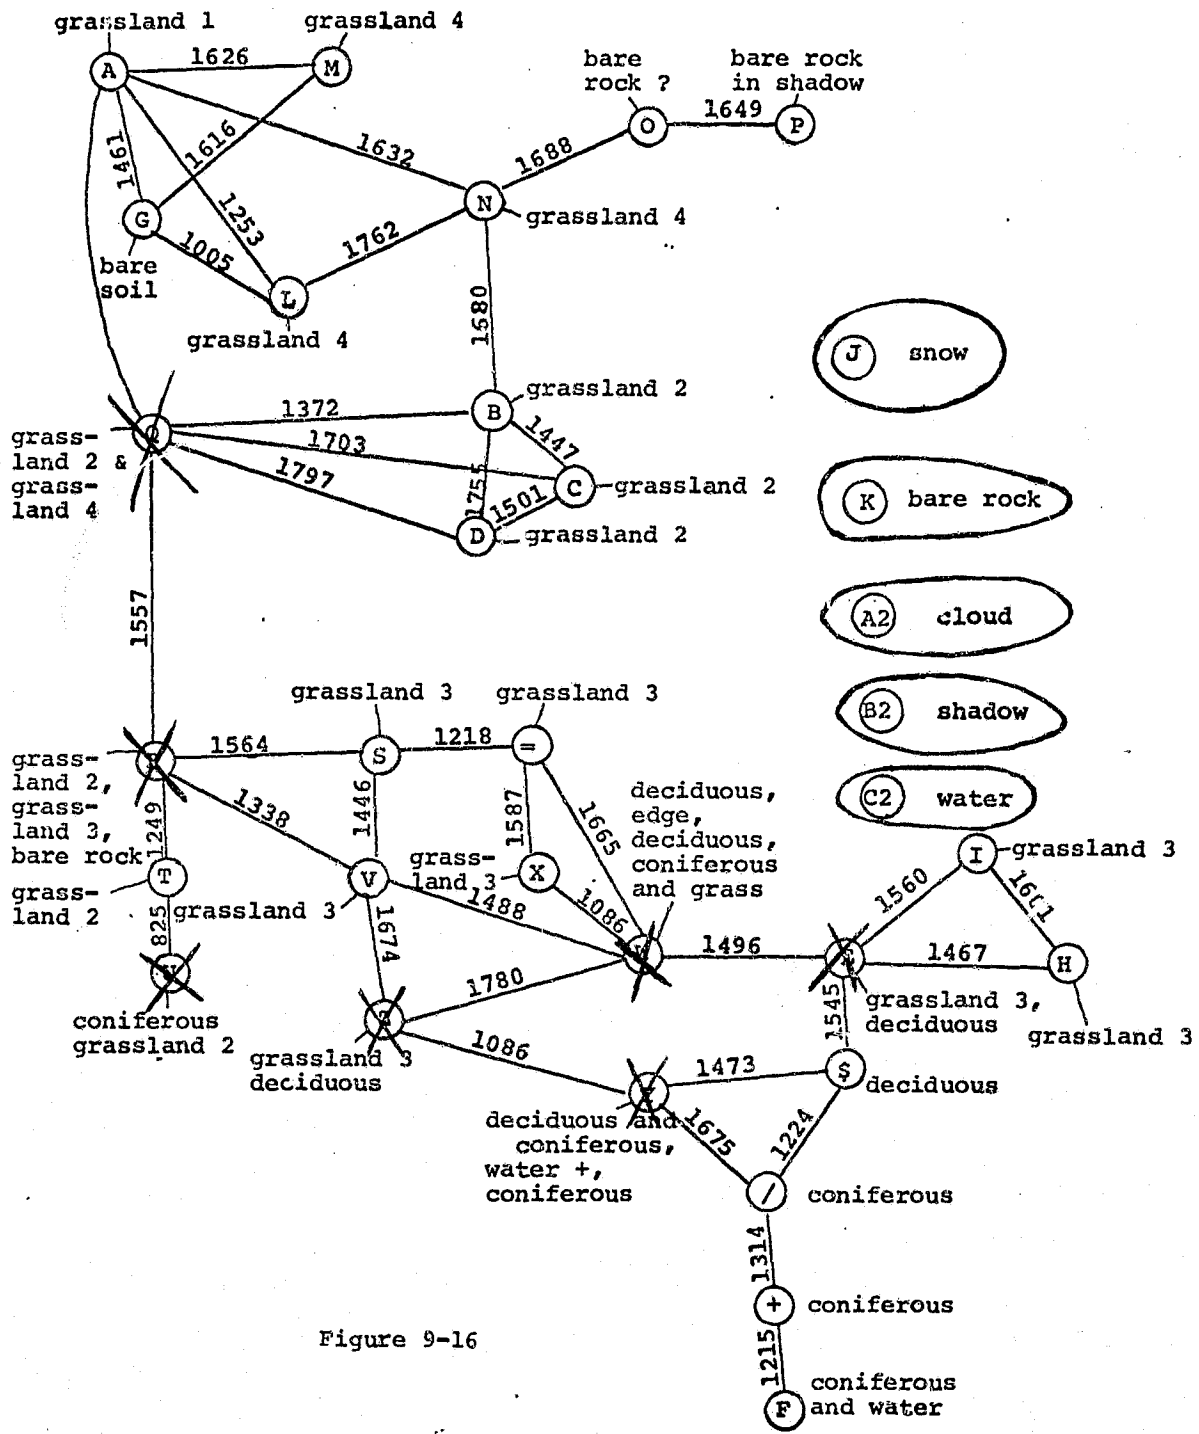 grassland 1
grassland 4
A
1626
M
bare
rock ?
bare rock
in shadow
O
1649
P
1461
1616
1632
1688
G
1253
N
grassland 4
bare
soil
1005
1762
L
grassland 4
1680
J snow
1372
B
grassland 2
grass-
land 2 &
grass-
land 4
1703
1447
1797
1755
1501
C
grassland 2
D
grassland 2
K bare rock
1557
A2 cloud
B2 shadow
C2 water
grassland 3
grassland 3
grass-
land 2,
grass-
land 3,
bare rock
1564
S
1218
=
1249
1338
1446
1587
1665
deciduous,
edge,
deciduous,
coniferous
and grass
T
grass-
land 2
V
grassland 3
grass-
land 3
X
1086
1488
825
1674
1780
1496
I
grassland 3
1560
1467
H
grassland 3
coniferous
grassland 2
grassland 3
deciduous
1086
grassland 3,
deciduous
1545
1473
$
deciduous
deciduous and
coniferous,
water +,
coniferous
1675
1224
/
coniferous
1314
+
coniferous
1215
F
coniferous
and water
Figure 9-16